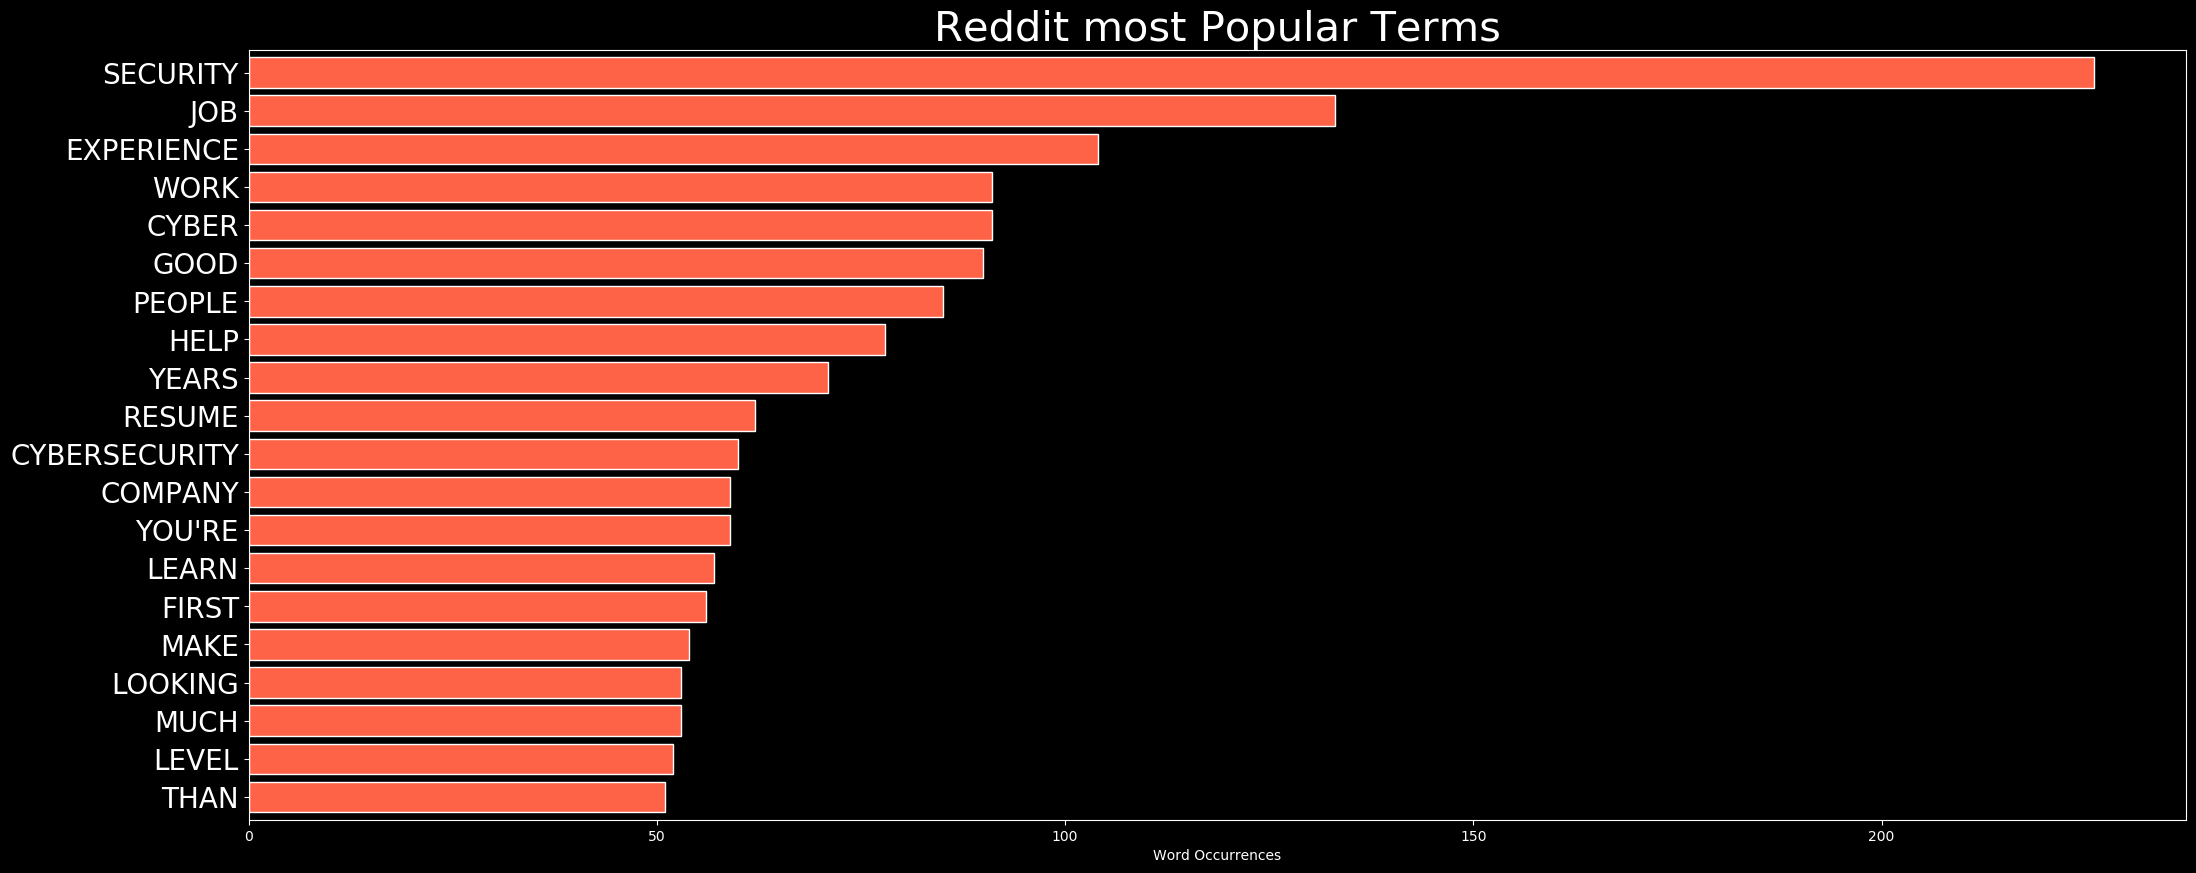 Reddit most Popular Terms
SECURITY
JOB
EXPERIENCE
WORK
CYBER
GOOD
PEOPLE
HELP
YEARS
RESUME
CYBERSECURITY
COMPANY
YOU'RE
LEARN
FIRST
MAKE
LOOKING
MUCH
LEVEL
THAN
0 50 100 150 200
Word Occurrences